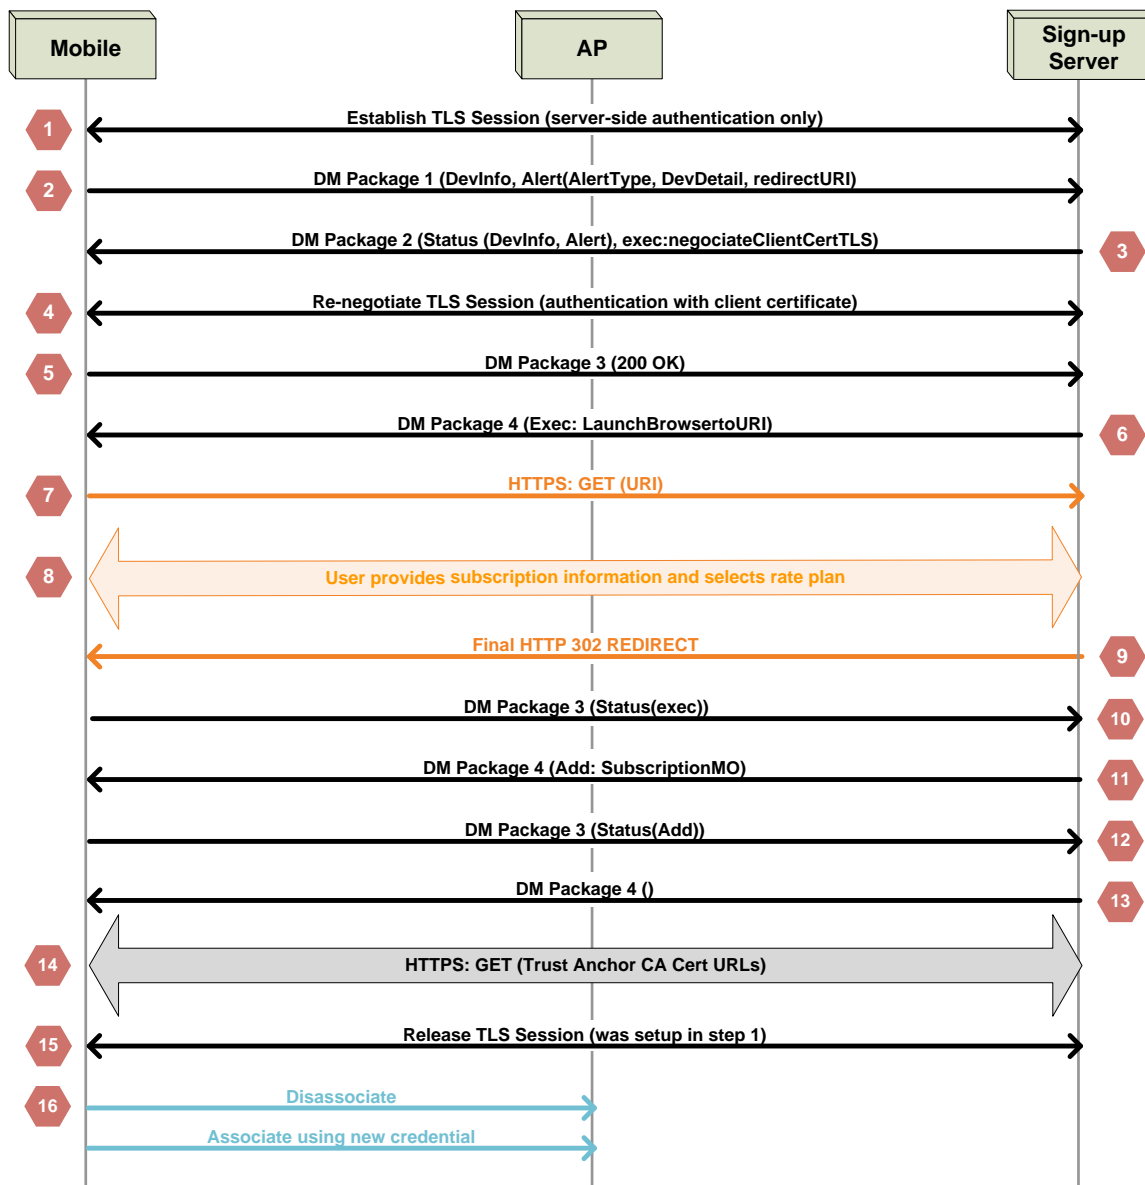 Mobile
AP
Sign-up
Server
1
Establish TLS Session (server-side authentication only)
2
DM Package 1 (DevInfo, Alert(AlertType, DevDetail, redirectURI)
DM Package 2 (Status (DevInfo, Alert), exec:negociateClientCertTLS)
3
4
Re-negotiate TLS Session (authentication with client certificate)
5
DM Package 3 (200 OK)
DM Package 4 (Exec: LaunchBrowsertoURI)
6
7
HTTPS: GET (URI)
8
User provides subscription information and selects rate plan
Final HTTP 302 REDIRECT
9
DM Package 3 (Status(exec))
10
DM Package 4 (Add: SubscriptionMO)
11
DM Package 3 (Status(Add))
12
DM Package 4 ()
13
14
HTTPS: GET (Trust Anchor CA Cert URLs)
15
Release TLS Session (was setup in step 1)
16
Disassociate
Associate using new credential